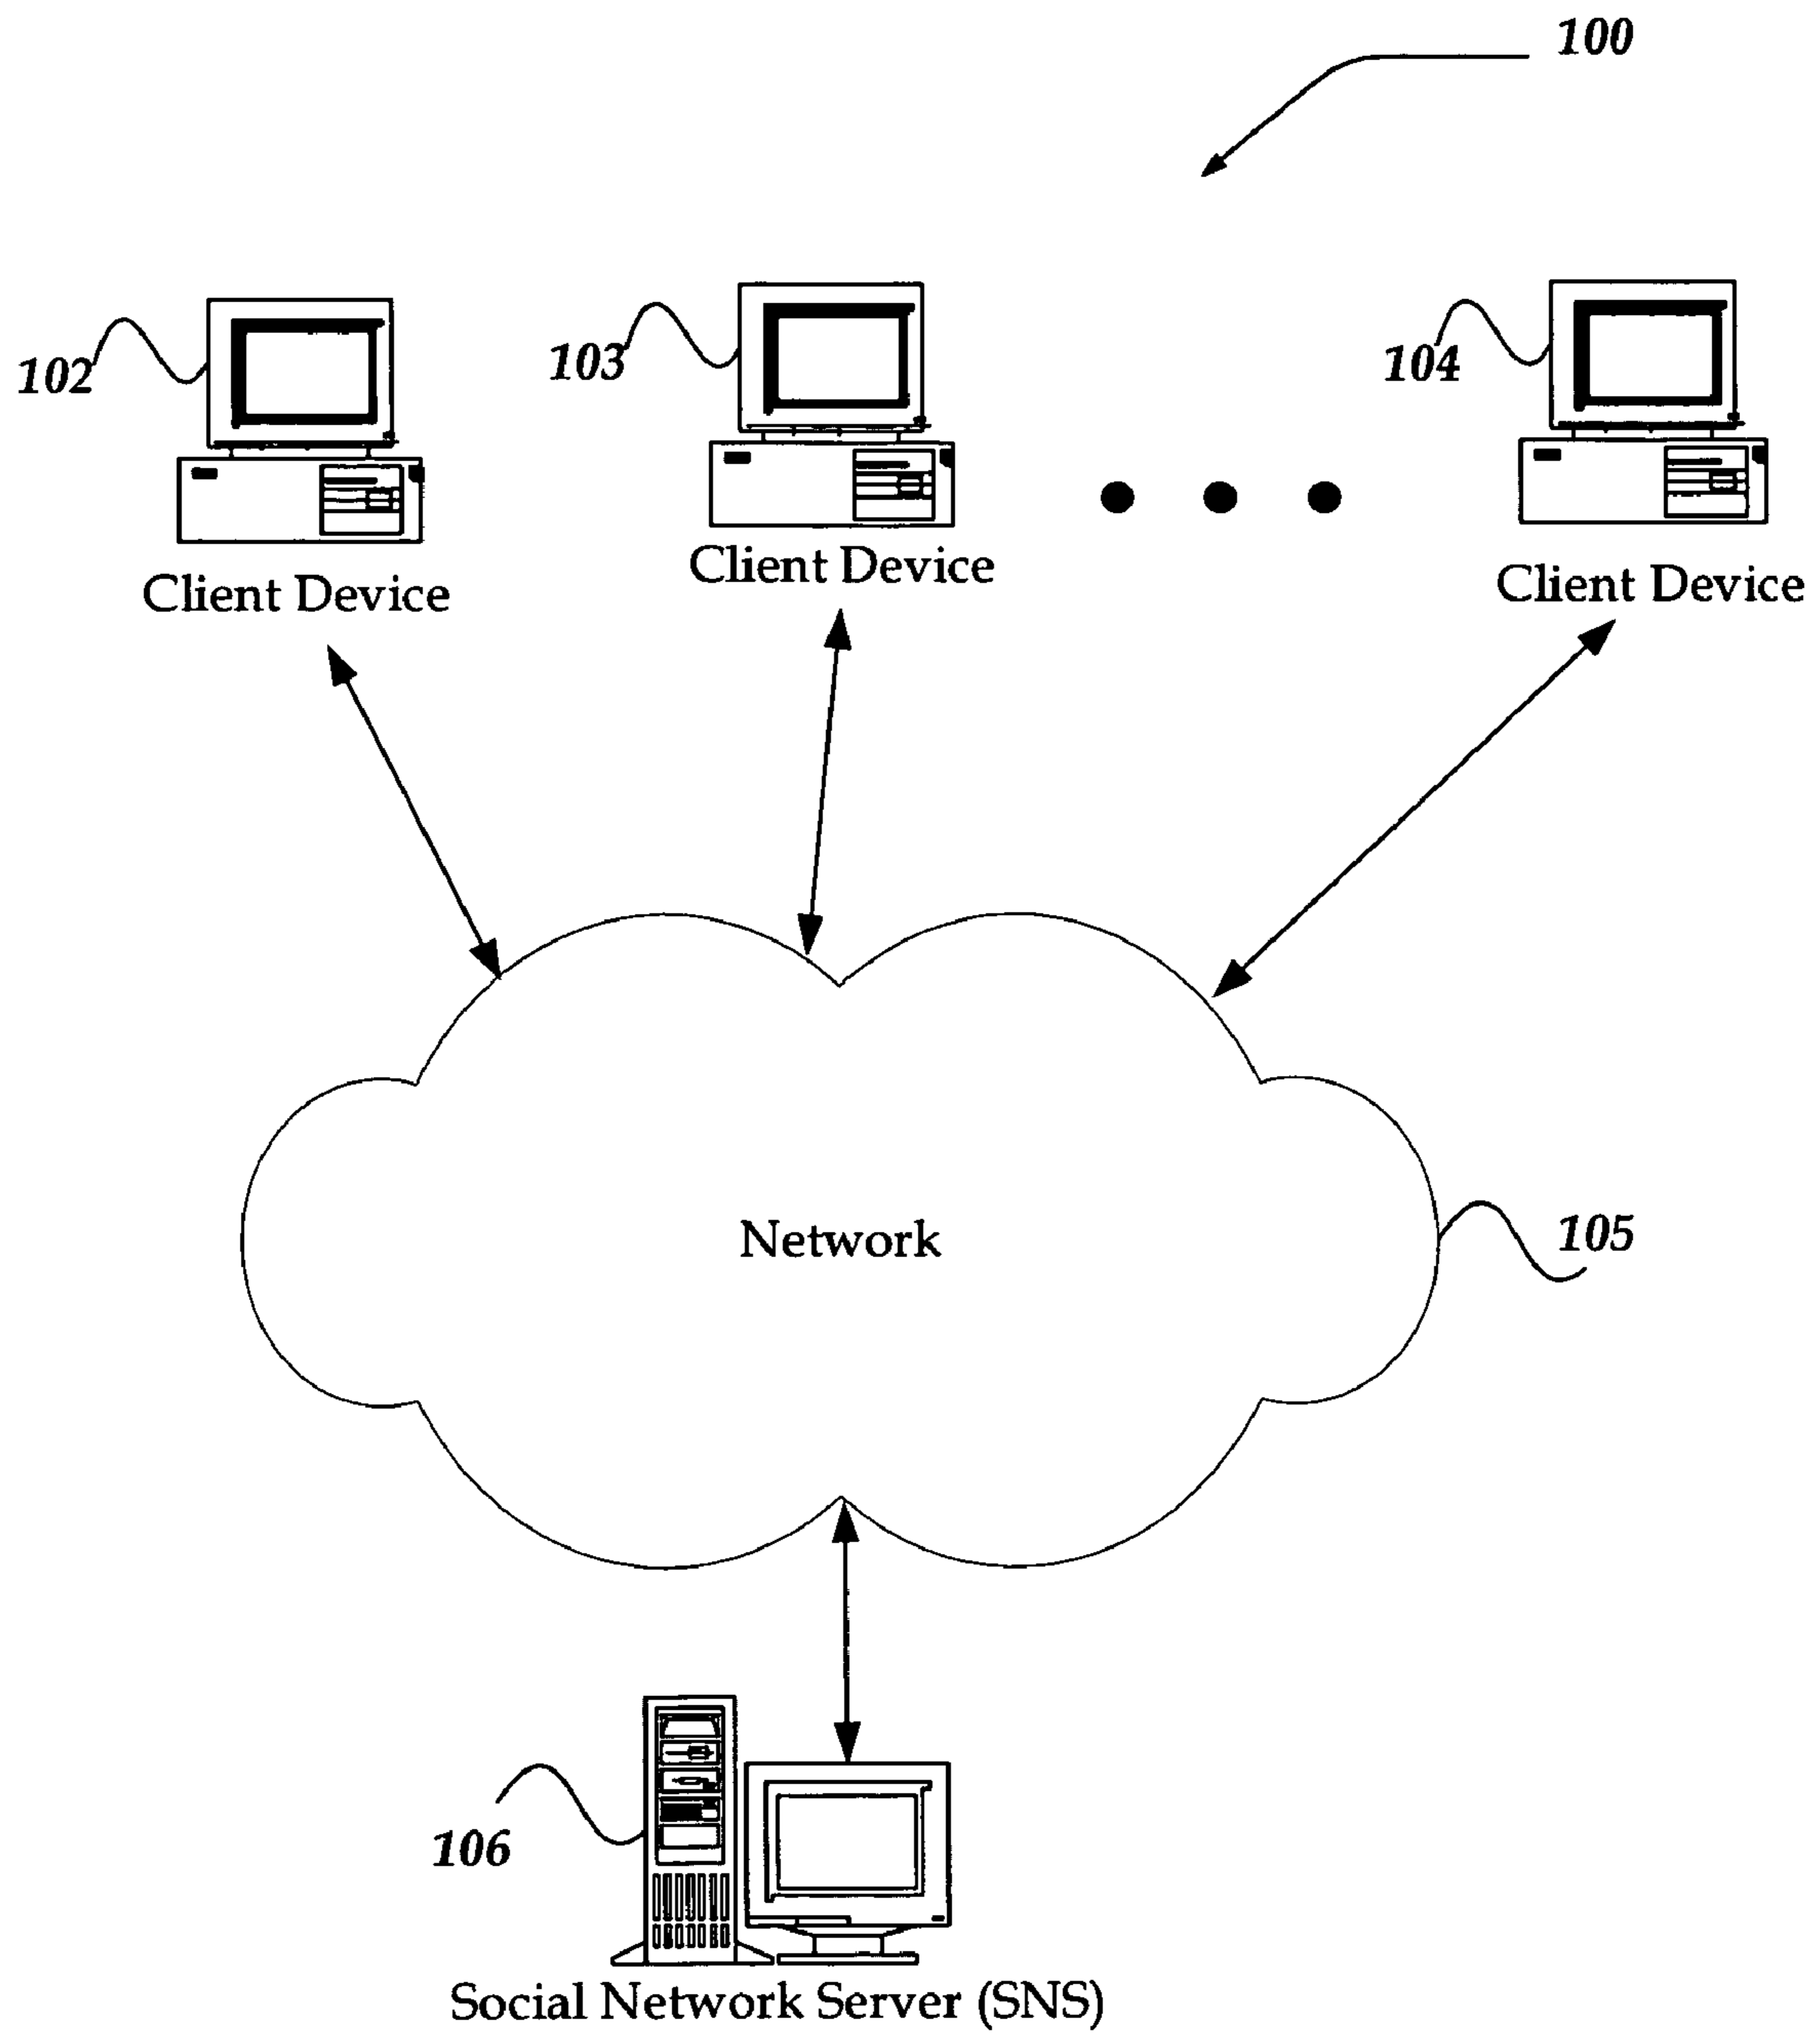 100
102
103
104
Client Device
Client Device
Client Device
Network
105
106
Social Network Server (SNS)